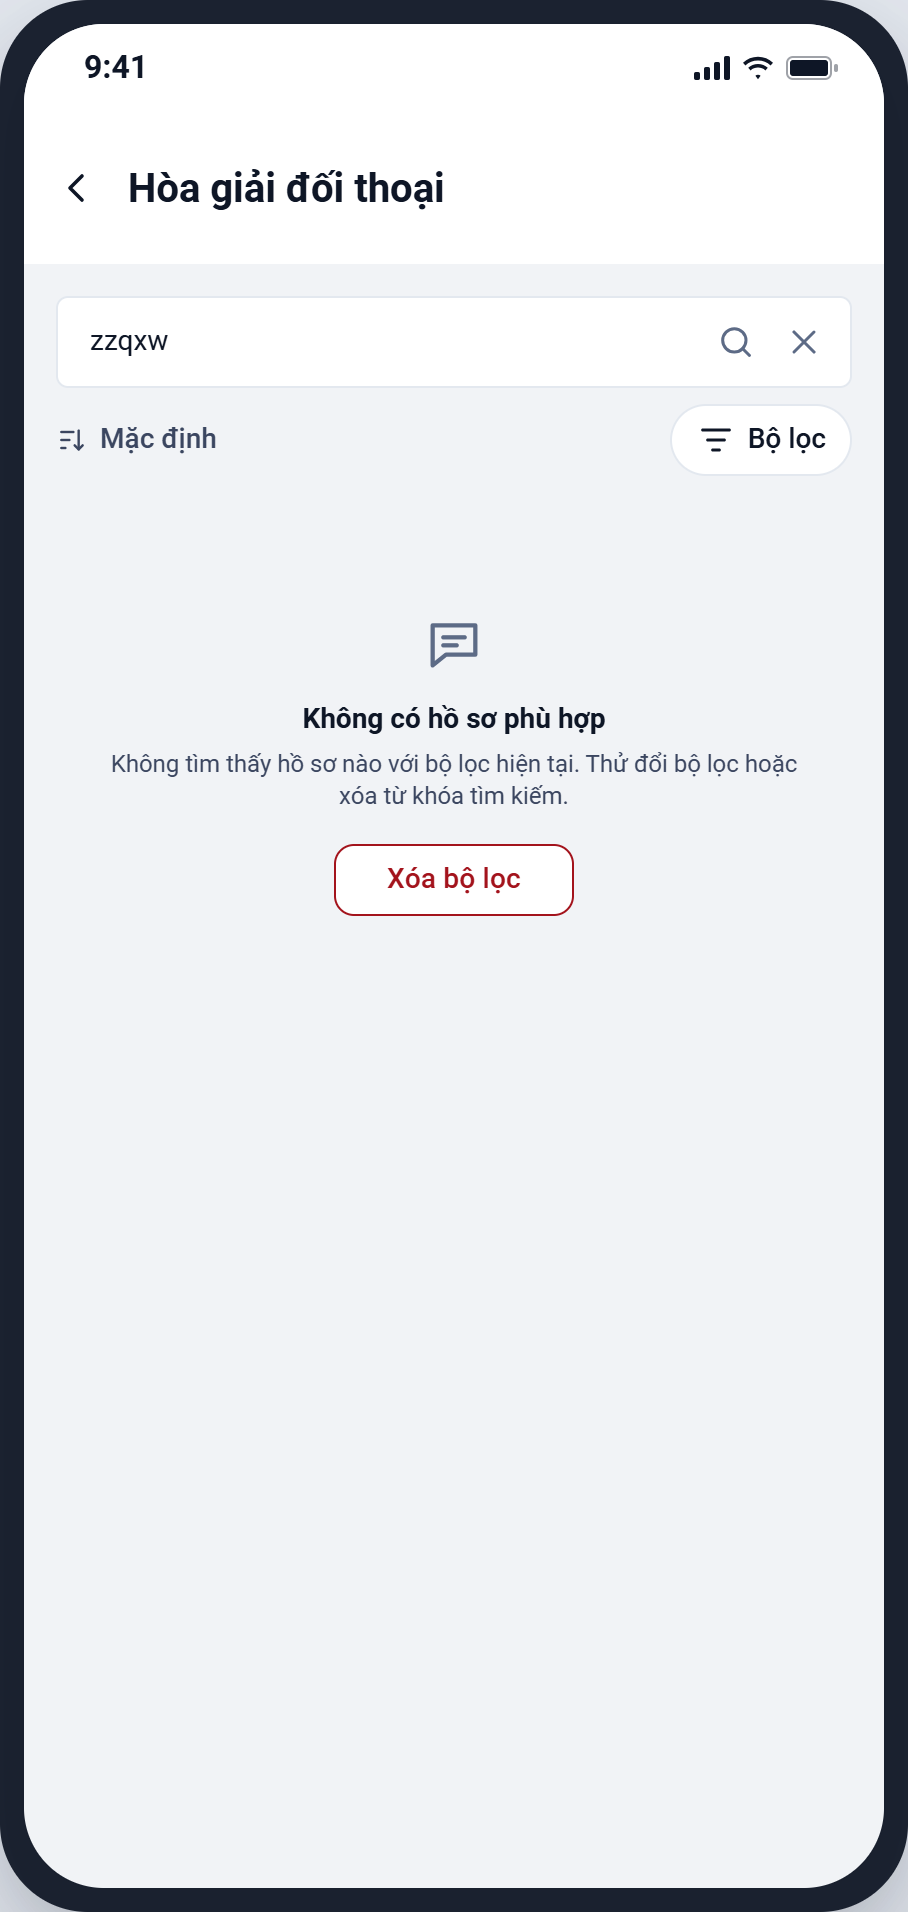 9:41
Hòa giải đối thoại
zzqxw
Mặc định
Bộ lọc
Không có hồ sơ phù hợp
Không tìm thấy hồ sơ nào với bộ lọc hiện tại. Thử đổi bộ lọc hoặc
xóa từ khóa tìm kiếm.
Xóa bộ lọc